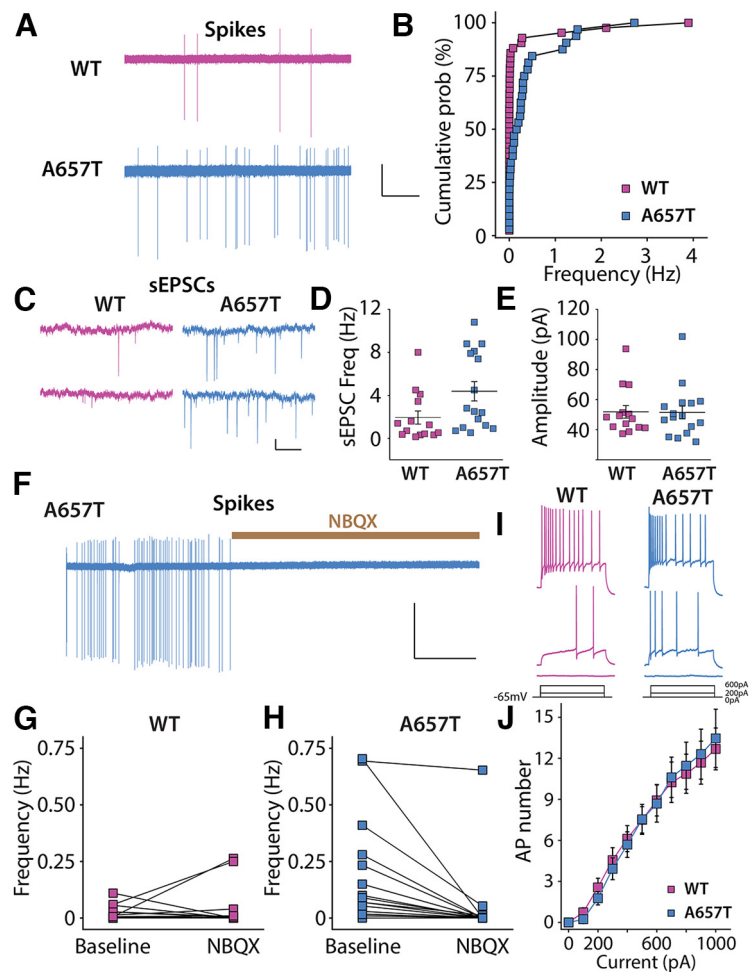 A
Spikes
WT
A657T
B
Cumulative prob (%)
100
75
50
25
0
WT
A657T
0 1 2 3 4
Frequency (Hz)
C
sEPSCs
WT A657T
D
sEPSC Freq (Hz)
12
8
4
0
WT A657T
E
Amplitude (pA)
120
100
80
60
40
WT A657T
F
A657T
Spikes
NBQX
I
WT A657T
-65mV
600pA
200pA
0pA
G
WT
Frequency (Hz)
0.75
0.50
0.25
0
Baseline NBQX
H
A657T
Frequency (Hz)
0.75
0.50
0.25
0
Baseline NBQX
J
AP number
15
12
9
6
3
0
WT
A657T
0 200 600 1000
Current (pA)